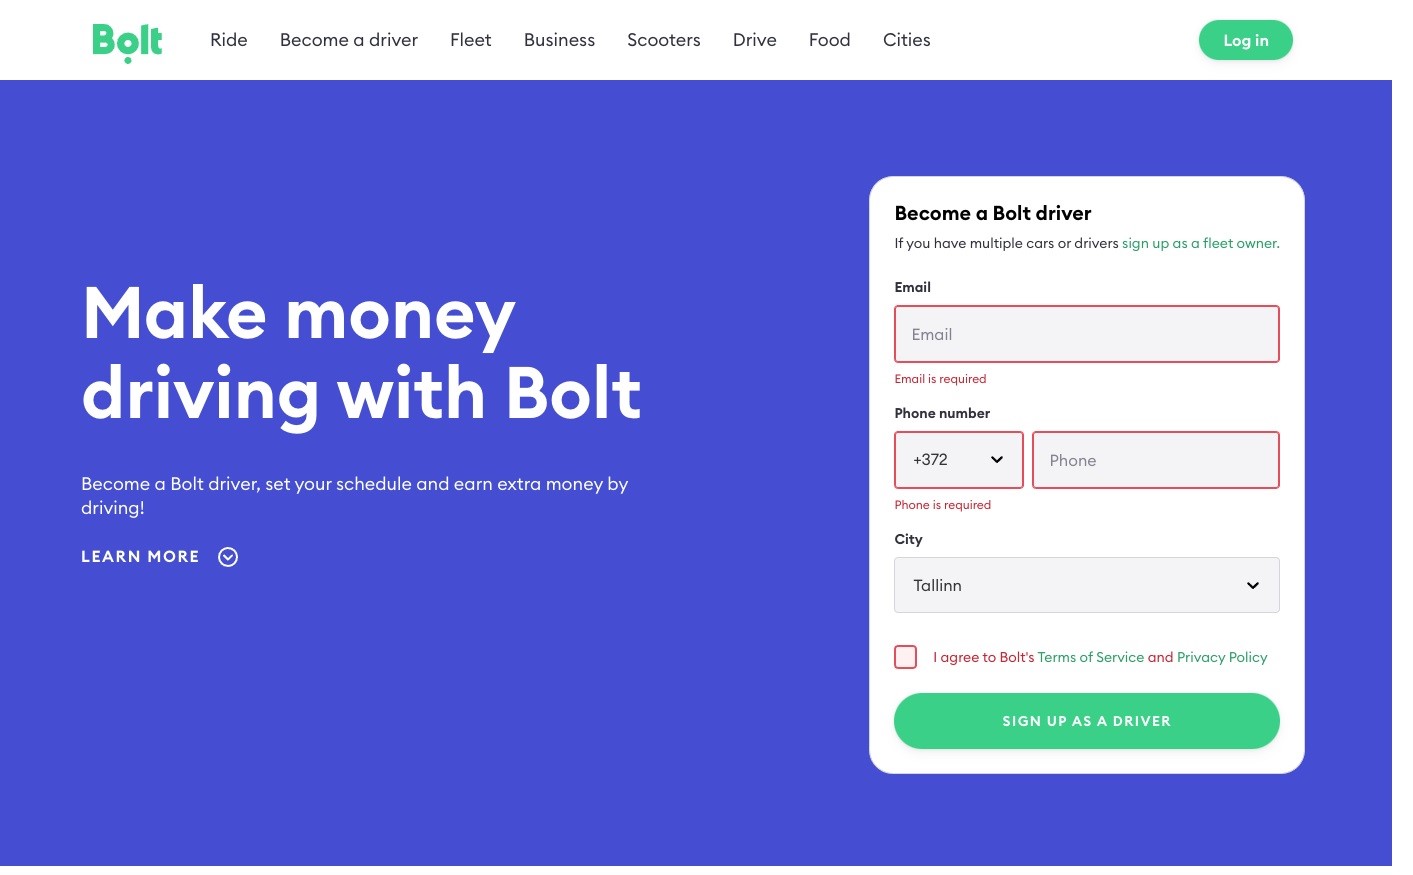 Bolt
Ride
Become a driver
Fleet
Business
Scooters
Drive
Food
Cities
Log in
Make money
driving with Bolt
Become a Bolt driver, set your schedule and earn extra money by
driving!
LEARN MORE
Become a Bolt driver
If you have multiple cars or drivers sign up as a fleet owner.
Email
Email
Email is required
Phone number
+372
Phone
Phone is required
City
Tallinn
I agree to Bolt's Terms of Service and Privacy Policy
SIGN UP AS A DRIVER